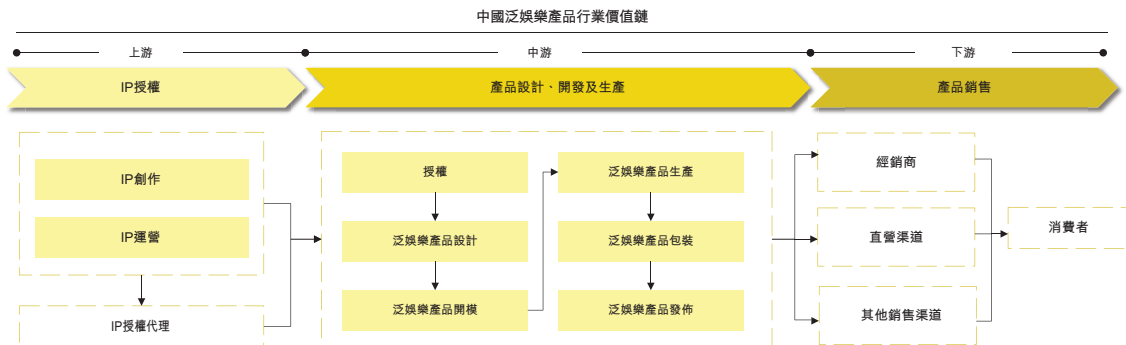 中國泛娛樂產品行業價值鏈
上游
中游
下游
IP授權
產品設計、開發及生產
產品銷售
IP創作
IP運營
IP授權代理
授權
泛娛樂產品設計
泛娛樂產品開模
泛娛樂產品生產
泛娛樂產品包裝
泛娛樂產品發佈
經銷商
直營渠道
其他銷售渠道
消費者